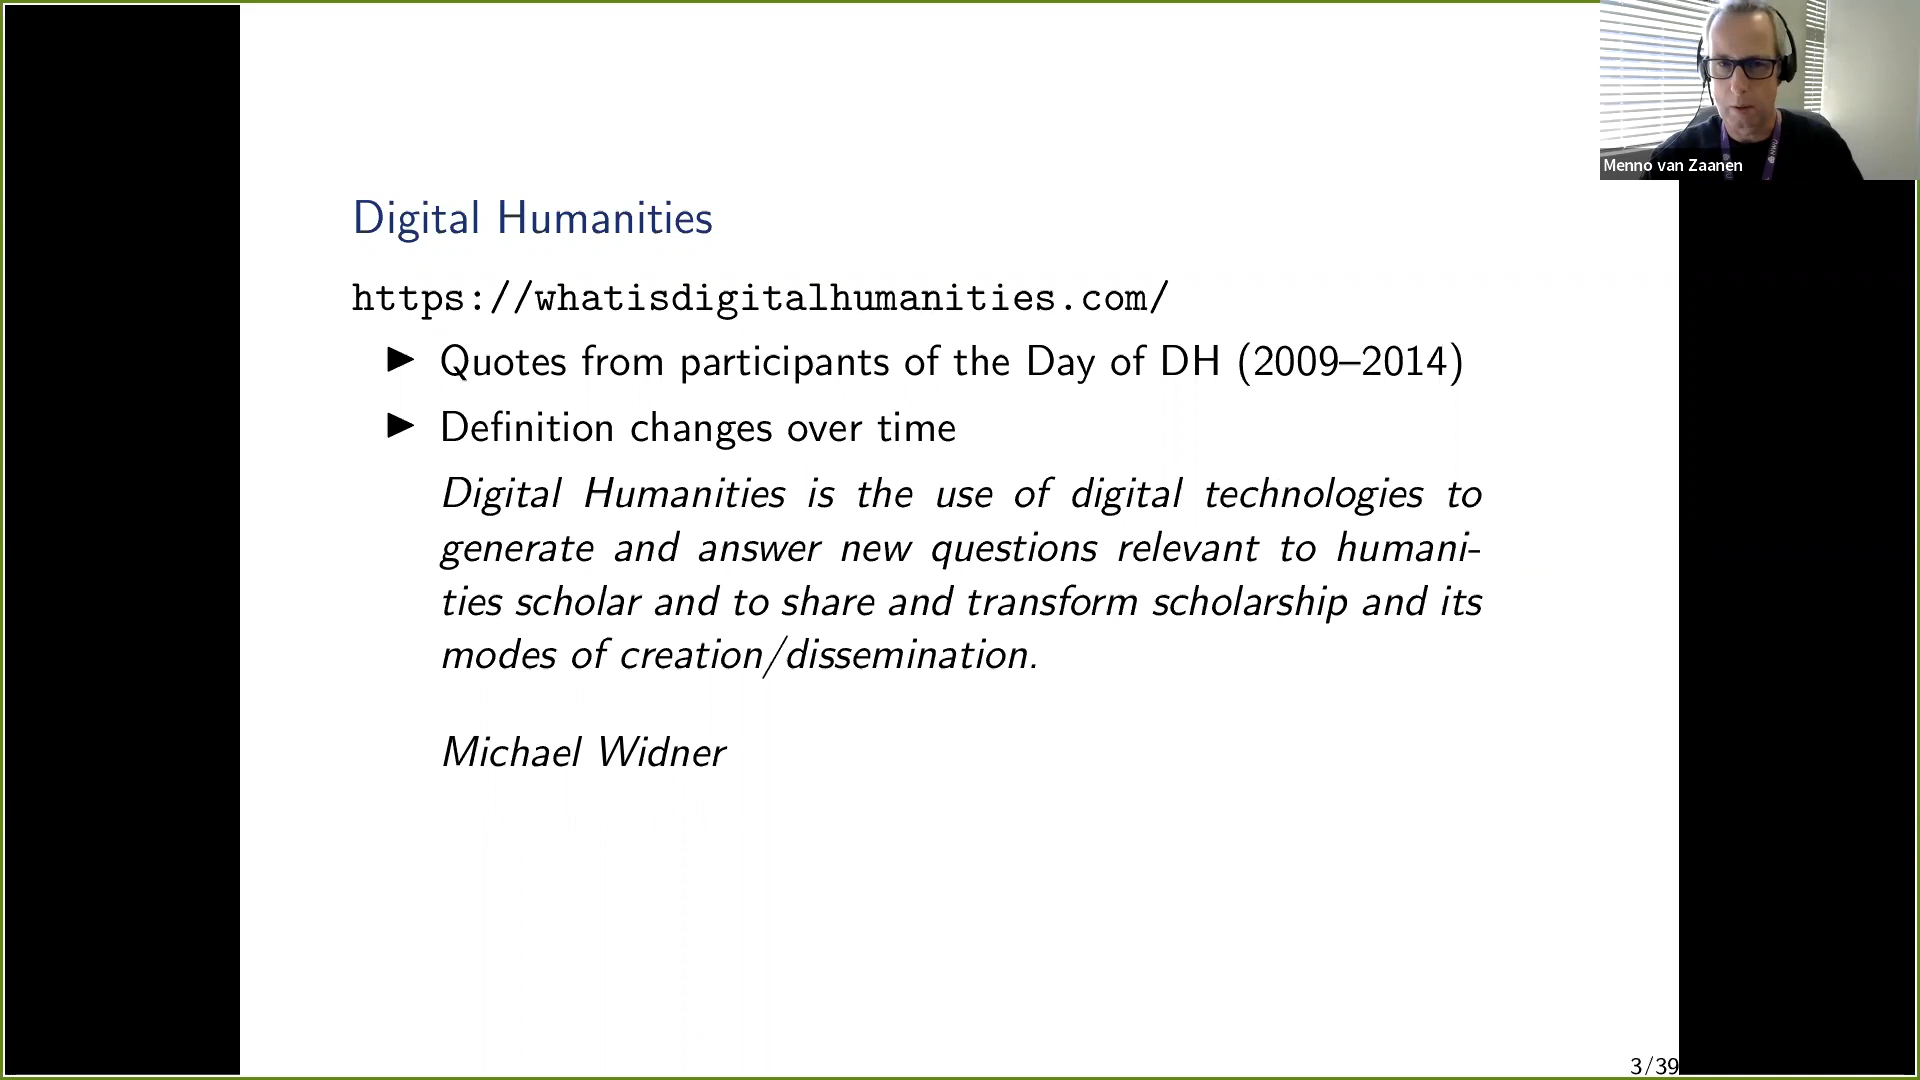 Menno van Zaanen
Digital Humanities
https://whatisdigitalhumanities.com/
▶ Quotes from participants of the Day of DH (2009–2014)
▶ Definition changes over time
Digital Humanities is the use of digital technologies to
generate and answer new questions relevant to humani-
ties scholar and to share and transform scholarship and its
modes of creation/dissemination.
Michael Widner
3/39